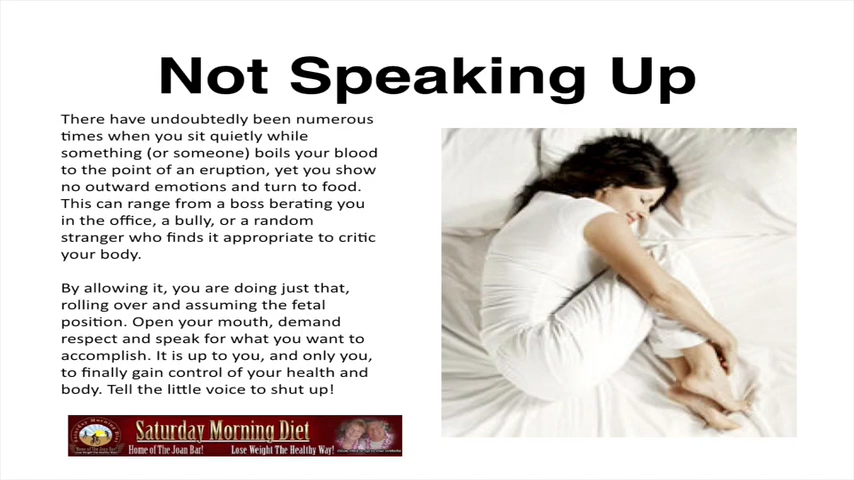 Not Speaking Up
There have undoubtedly been numerous
times when you sit quietly while
something (or someone) boils your blood
to the point of an eruption, yet you show
no outward emotions and turn to food.
This can range from a boss berating you
in the office, a bully, or a random
stranger who finds it appropriate to critic
your body.
By allowing it, you are doing just that,
rolling over and assuming the fetal
position. Open your mouth, demand
respect and speak for what you want to
accomplish. It is up to you, and only you,
to finally gain control of your health and
body. Tell the little voice to shut up!
Saturday Morning Diet
Home of The Joan Bar! Lose Weight The Healthy Way!